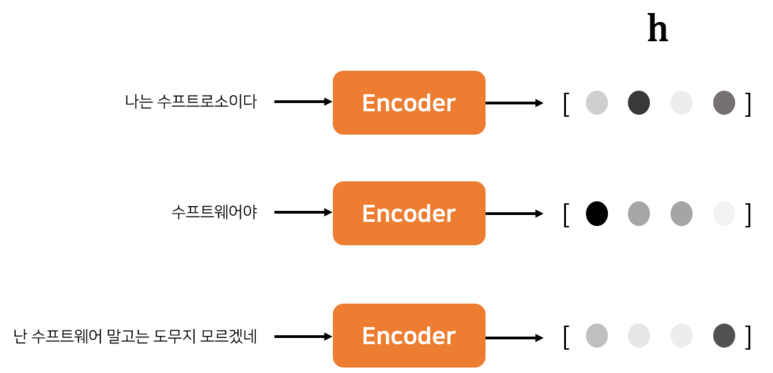 h
나는 수프트로소이다
Encoder
[ ]
수프트웨어야
Encoder
[ ]
난 수프트웨어 말고는 도무지 모르겠네
Encoder
[ ]